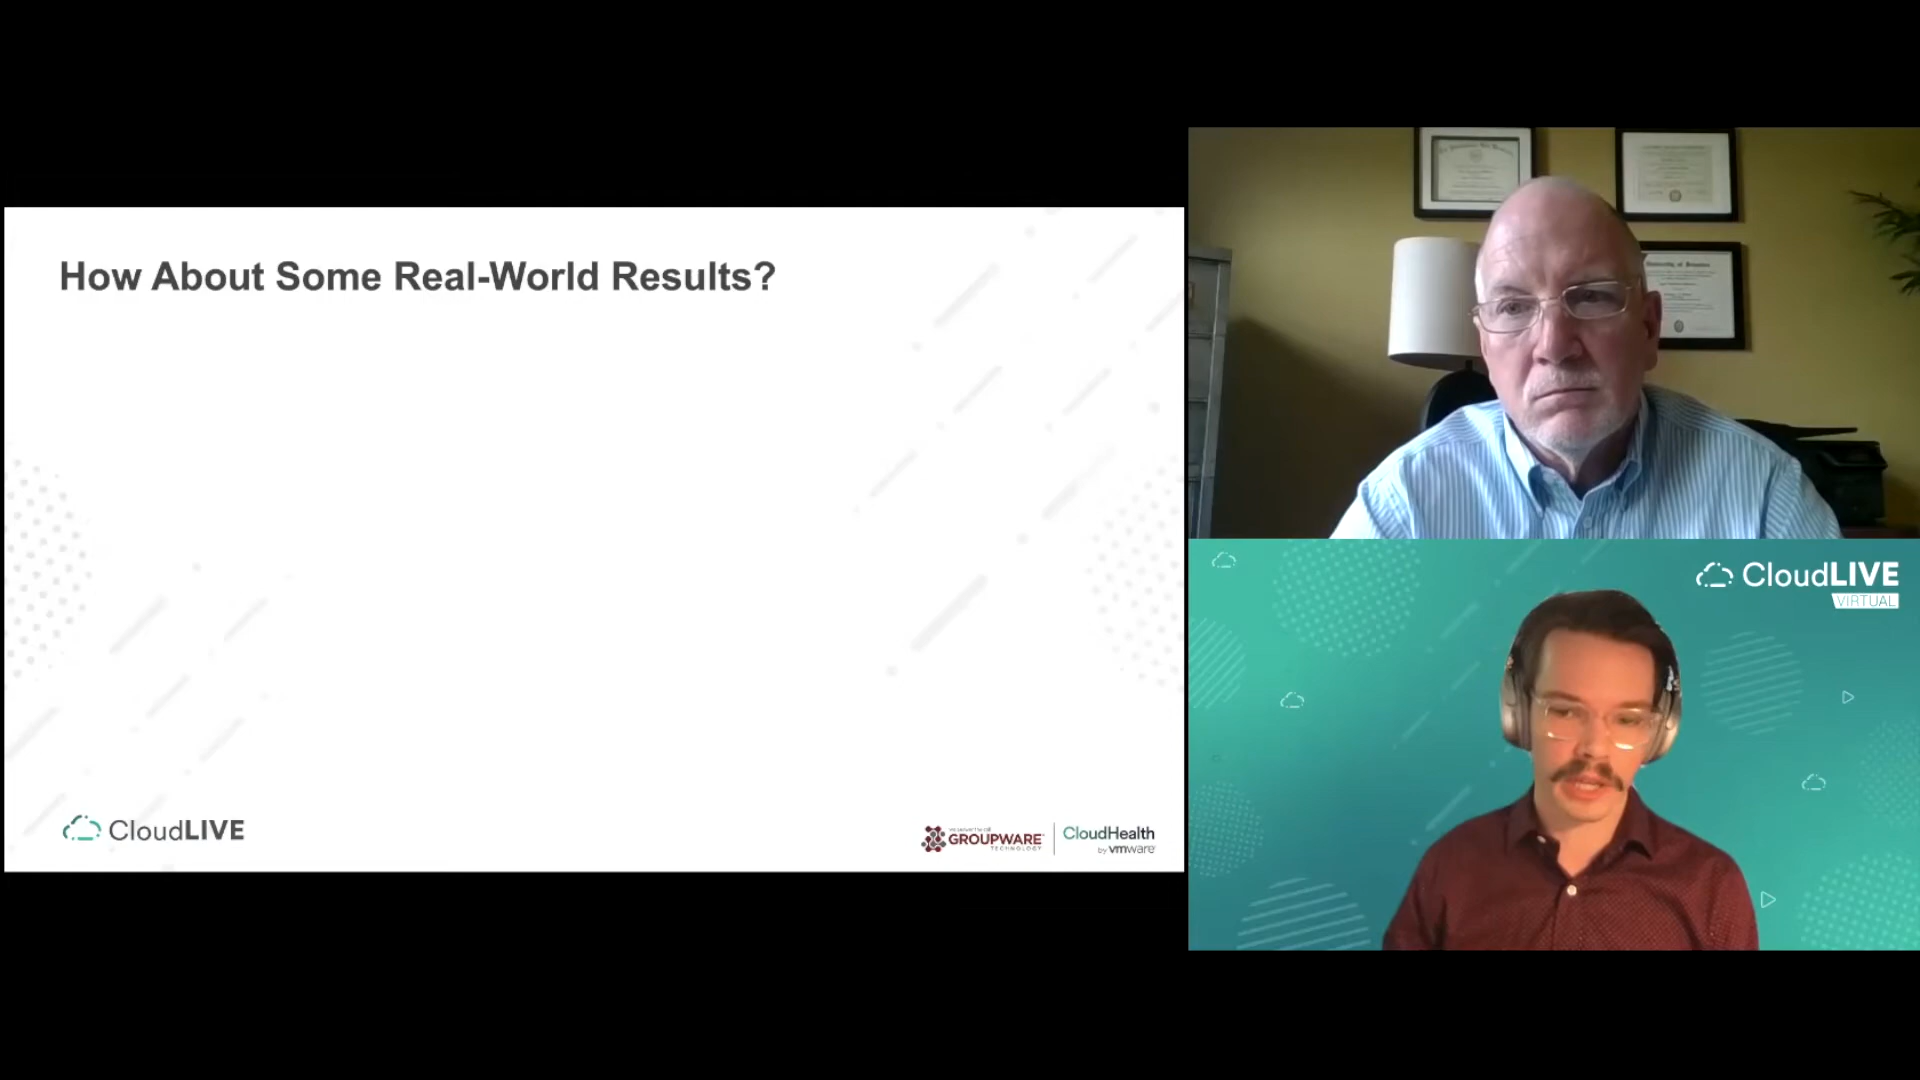 How About Some Real-World Results?
CloudLIVE
GROUPWARE
TECHNOLOGY
CloudHealth
by vmware
CloudLIVE
VIRTUAL